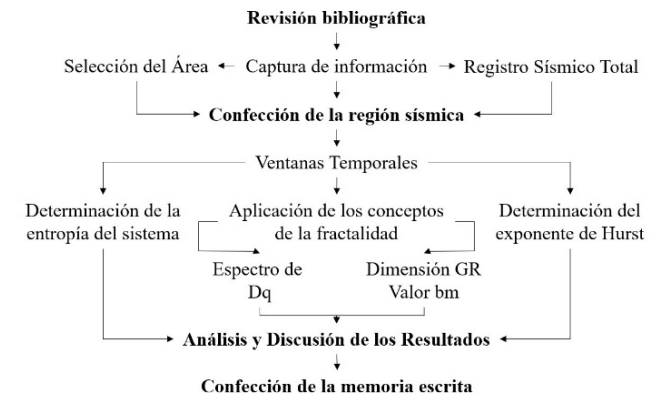 Revisión bibliográfica
Selección del Área
Captura de información
Registro Sísmico Total
Confección de la región sísmica
Ventanas Temporales
Determinación de la
entropía del sistema
Aplicación de los conceptos
de la fractalidad
Determinación del
exponente de Hurst
Espectro de
Dq
Dimensión GR
Valor bm
Análisis y Discusión de los Resultados
Confección de la memoria escrita